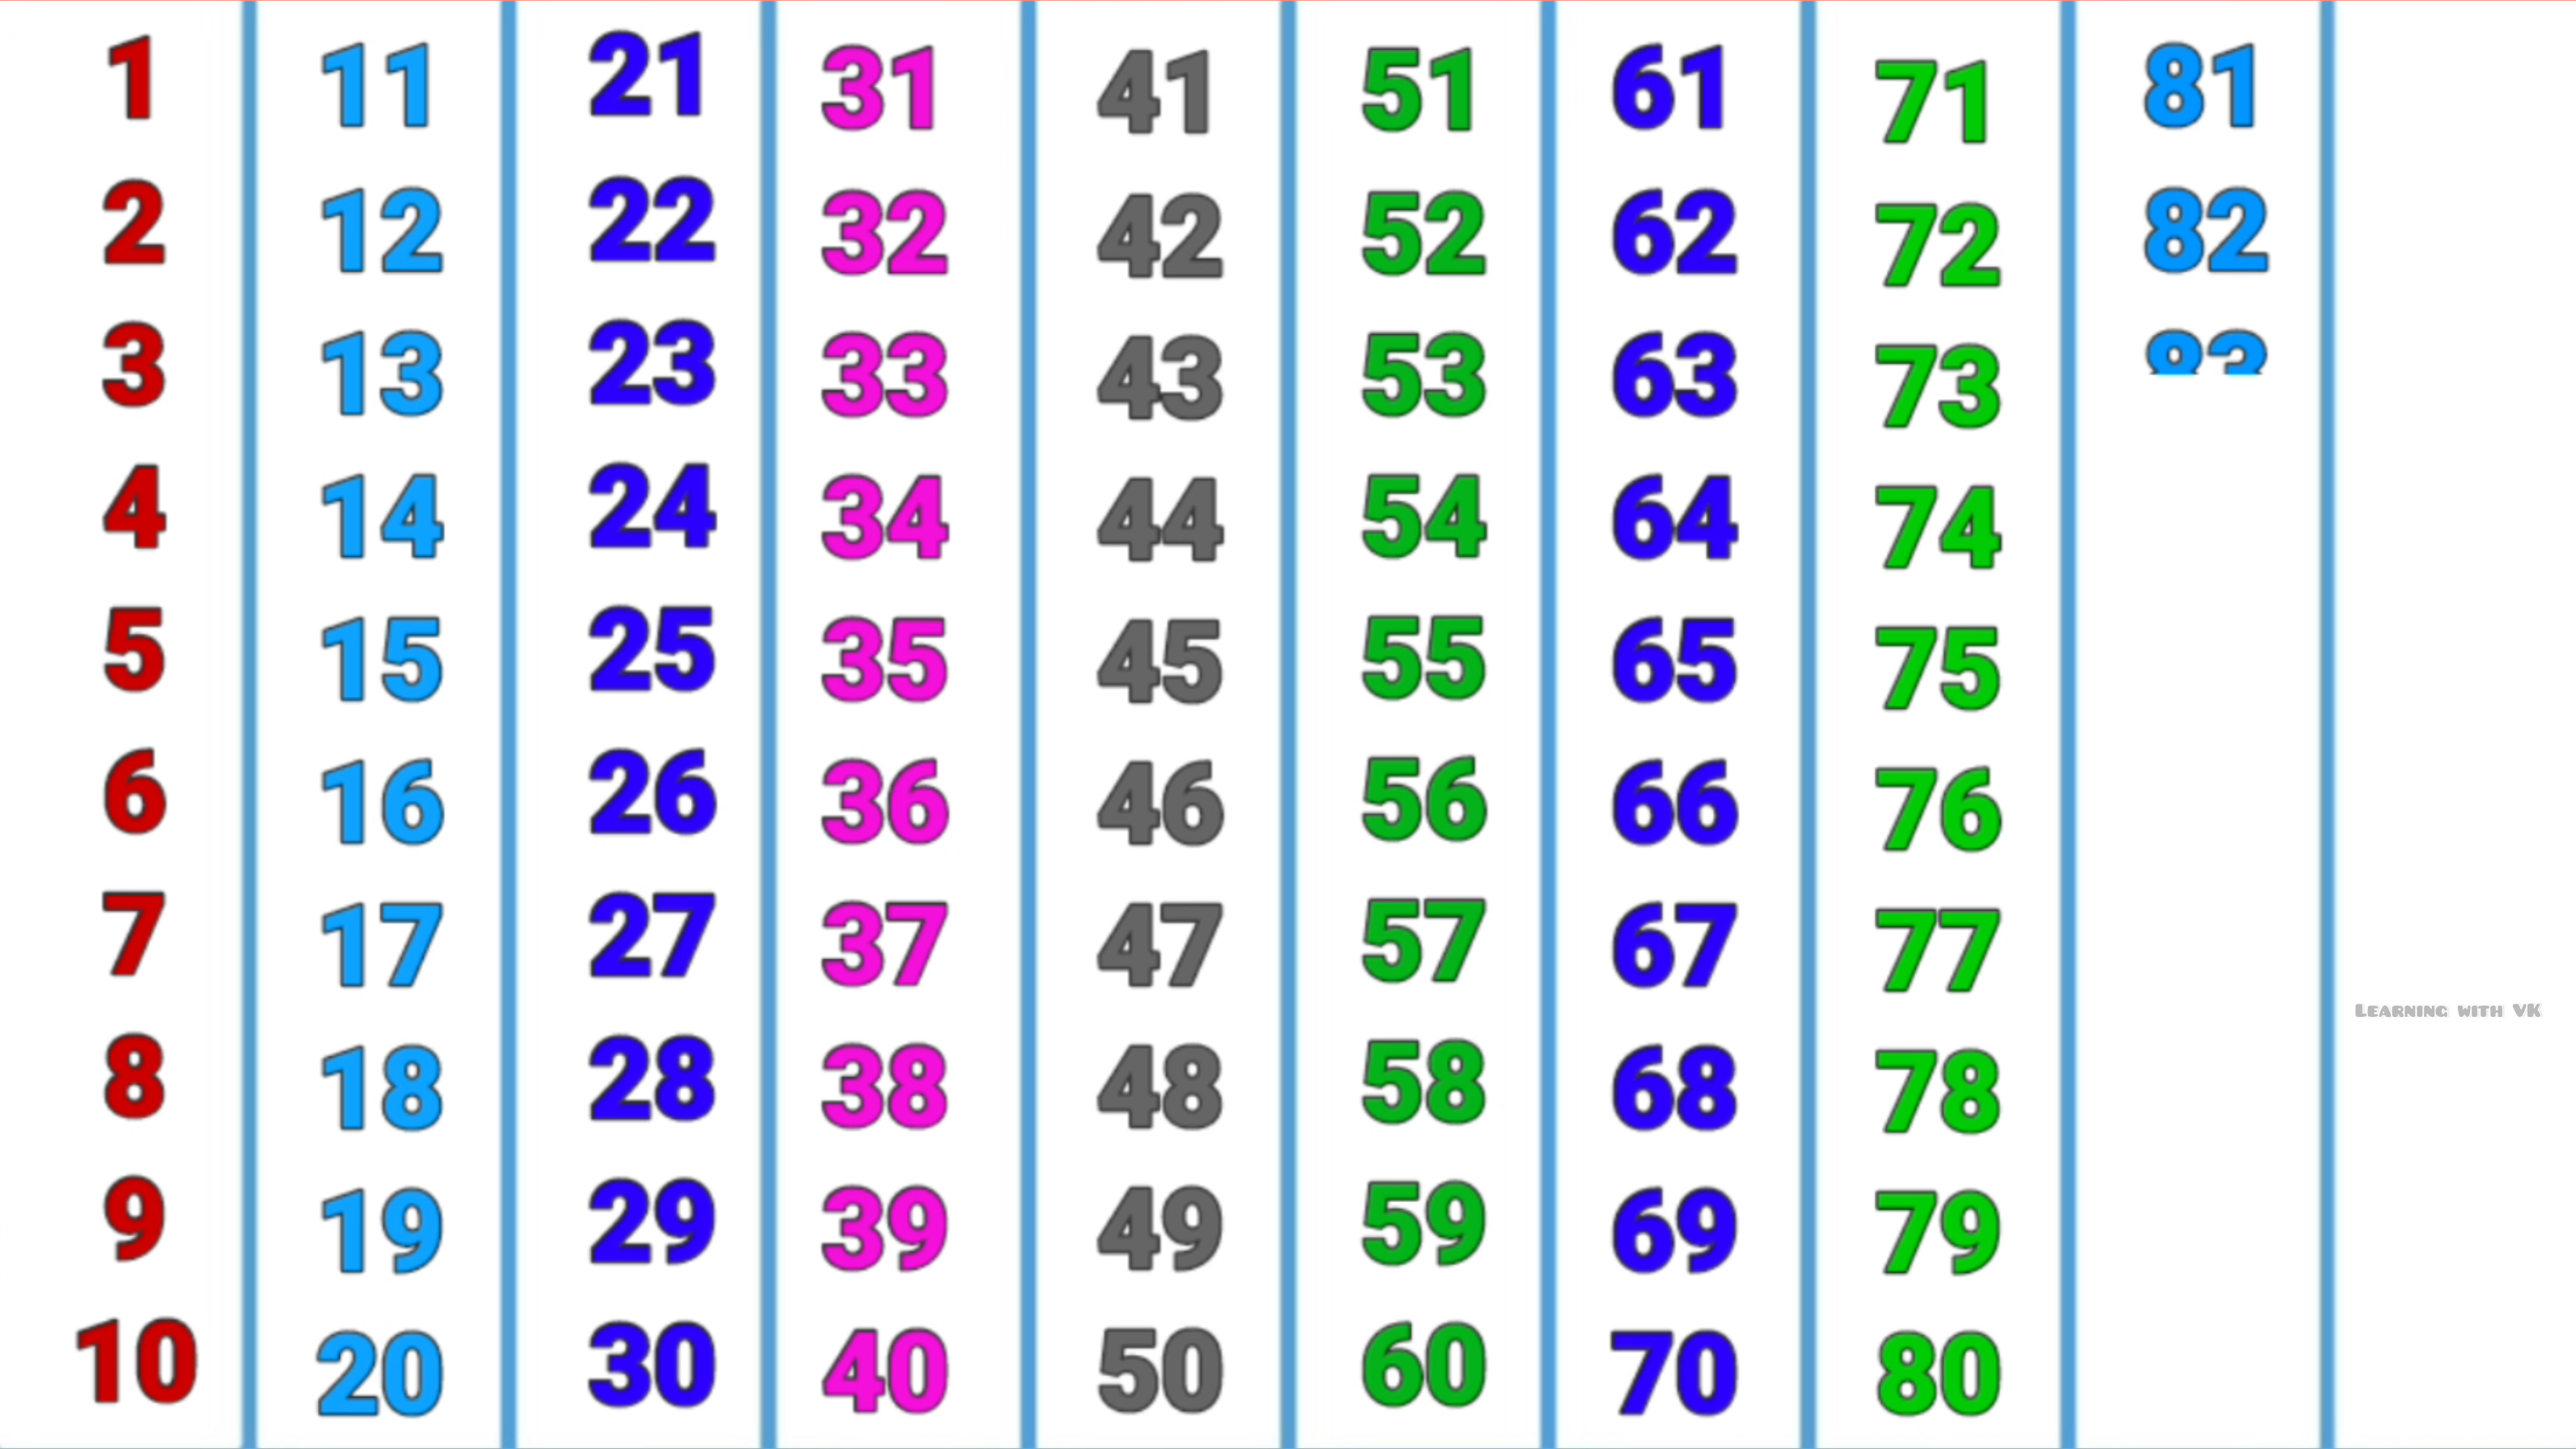 1 11 21 31 41 51 61 71 81
2 12 22 32 42 52 62 72 82
3 13 23 33 43 53 63 73
4 14 24 34 44 54 64 74
5 15 25 35 45 55 65 75
6 16 26 36 46 56 66 76
7 17 27 37 47 57 67 77
Learning with VK
8 18 28 38 48 58 68 78
9 19 29 39 49 59 69 79
10 20 30 40 50 60 70 80